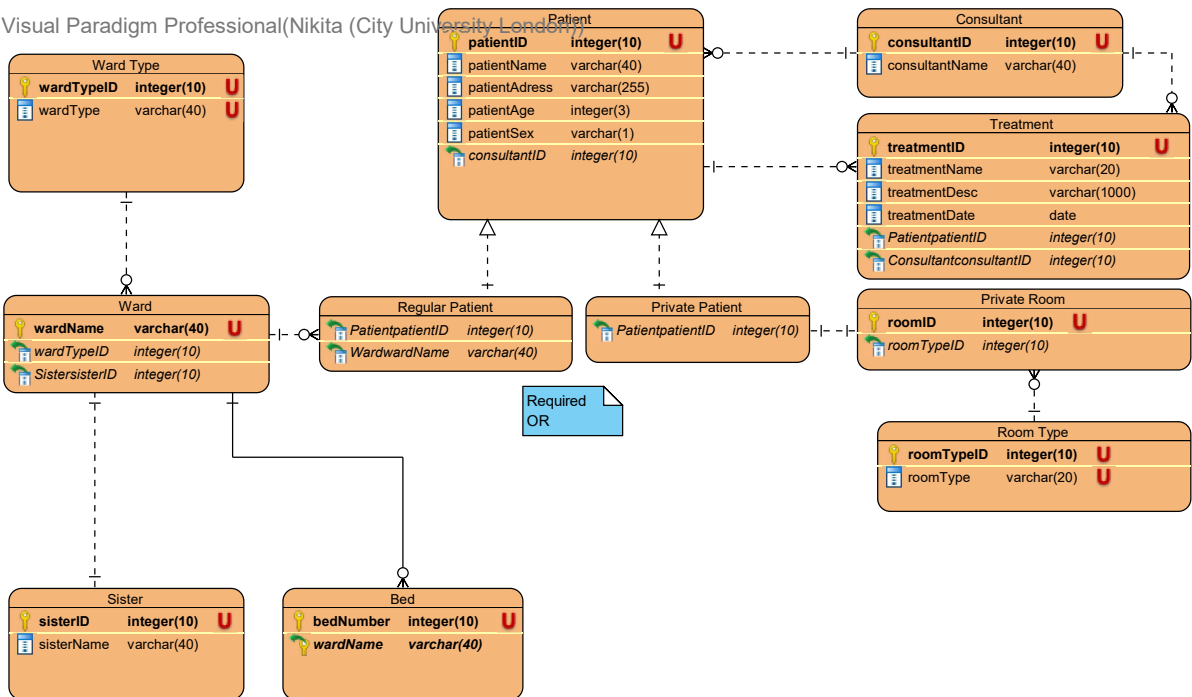 Visual Paradigm Professional(Nikita (City University London))
Patient
patientID integer(10) U
patientName varchar(40)
patientAdress varchar(255)
patientAge integer(3)
patientSex varchar(1)
consultantID integer(10)
Consultant
consultantID integer(10) U
consultantName varchar(40)
Ward Type
wardTypeID integer(10) U
wardType varchar(40) U
Treatment
treatmentID integer(10) U
treatmentName varchar(20)
treatmentDesc varchar(1000)
treatmentDate date
PatientpatientID integer(10)
ConsultantconsultantID integer(10)
Ward
wardName varchar(40) U
wardTypeID integer(10)
SistersisterID integer(10)
Regular Patient
PatientpatientID integer(10)
WardwardName varchar(40)
Private Patient
PatientpatientID integer(10)
Private Room
roomID integer(10) U
roomTypeID integer(10)
Required
OR
Room Type
roomTypeID integer(10) U
roomType varchar(20) U
Sister
sisterID integer(10) U
sisterName varchar(40)
Bed
bedNumber integer(10) U
wardName varchar(40)